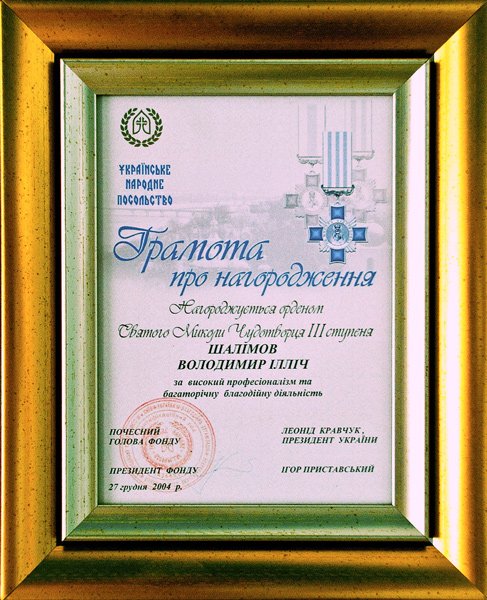 УКРАЇНСЬКЕ
НАРОДНЕ
ПОСОЛЬСТВО
Грамота
про нагородження
Нагороджується орденом
Святого Миколи Чудотворця III ступеня
ШАЛІМОВ
ВОЛОДИМИР ІЛЛІЧ
за високий професіоналізм та
багаторічну благодійну діяльність
ПОЧЕСНИЙ
ГОЛОВА ФОНДУ
ЛЕОНІД КРАВЧУК ,
ПРЕЗИДЕНТ УКРАЇНИ
ПРЕЗИДЕНТ ФОНДУ
ІГОР ПРИСТАВСЬКИЙ
27 грудня 2004 р.